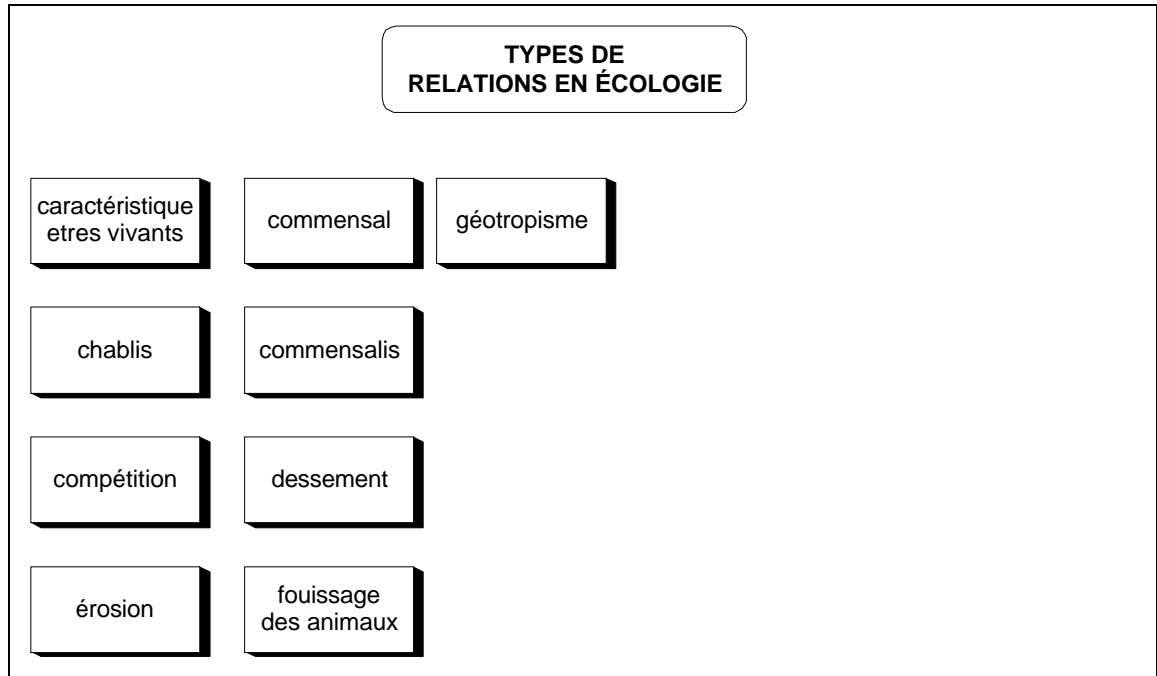 TYPES DE
RELATIONS EN ÉCOLOGIE
caractéristique
etres vivants
commensal
géotropisme
chablis
commensalis
compétition
dessement
érosion
fouissage
des animaux